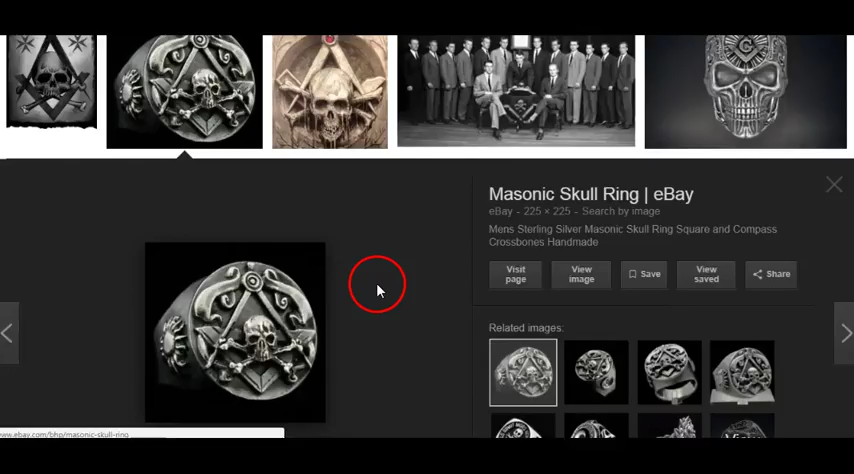 Masonic Skull Ring | eBay
eBay - 225 × 225 - Search by image
Mens Sterling Silver Masonic Skull Ring Square and Compass
Crossbones Handmade
Visit page
View image
Save
View saved
Share
Related images:
www.ebay.com/bhp/masonic-skull-ring